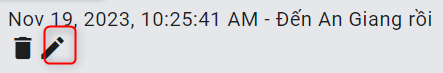 Nov 19, 2023, 10:25:41 AM - Đến An Giang rồi